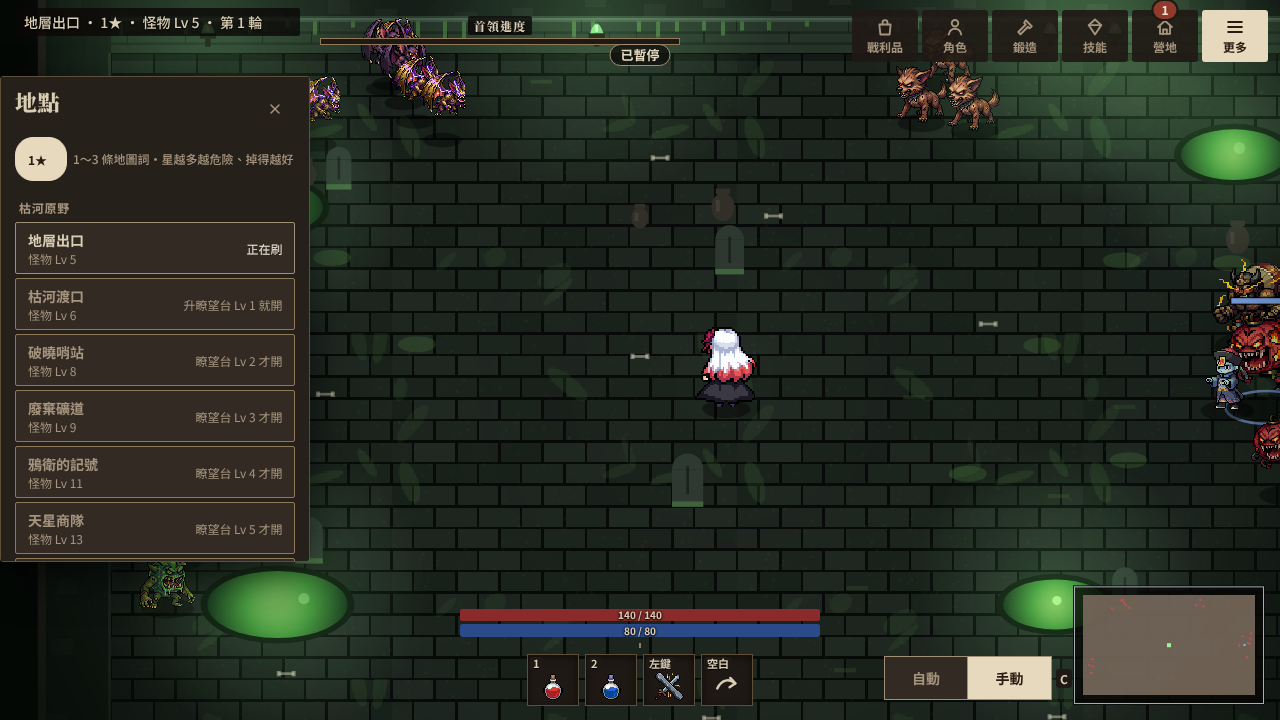 地層出口 · 1★ · 怪物 Lv 5 · 第 1 輪
首領進度
已暫停
戰利品
角色
鍛造
技能
1
營地
更多
地點
×
1★
1～3 條地圖詞・星越多越危險、掉得越好
枯河原野
地層出口
怪物 Lv 5
正在刷
枯河渡口
怪物 Lv 6
升瞭望台 Lv 1 就開
破曉哨站
怪物 Lv 8
瞭望台 Lv 2 才開
廢棄礦道
怪物 Lv 9
瞭望台 Lv 3 才開
鴉衛的記號
怪物 Lv 11
瞭望台 Lv 4 才開
天星商隊
怪物 Lv 13
瞭望台 Lv 5 才開
140 / 140
80 / 80
1
2
左鍵
空白
自動
手動
C